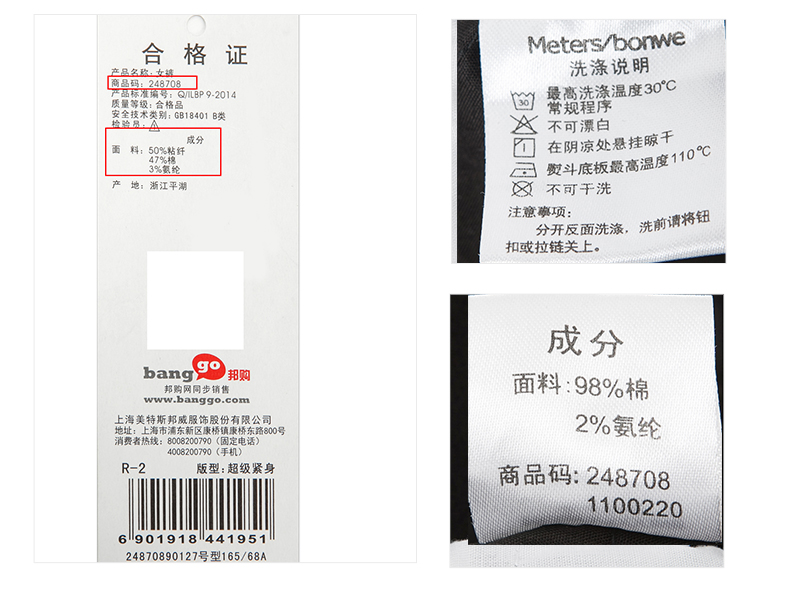 合格证
产品名称：女裤
商品码：248708
产品标准编号：Q/ILBP 9-2014
质量等级：合格品
安全技术类别：GB18401 B类
检验员：
成分
面　料：50%粘纤
47%棉
3%氨纶
产　地：浙江平湖
banggo 邦购
邦购网同步销售
www.banggo.com
上海美特斯邦威服饰股份有限公司
地址：上海市浦东新区康桥镇康桥东路800号
消费者热线：8008200790（固定电话）
4008200790（手机）
R-2 版型：超级紧身
6 901918 441951
24870890127号型165/68A
Meters/bonwe
洗涤说明
30 最高洗涤温度30℃
常规程序
不可漂白
在阴凉处悬挂晾干
熨斗底板最高温度110℃
不可干洗
注意事项：
分开反面洗涤，洗前请将钮
扣或拉链关上。
成分
面料：98%棉
2%氨纶
商品码：248708
1100220